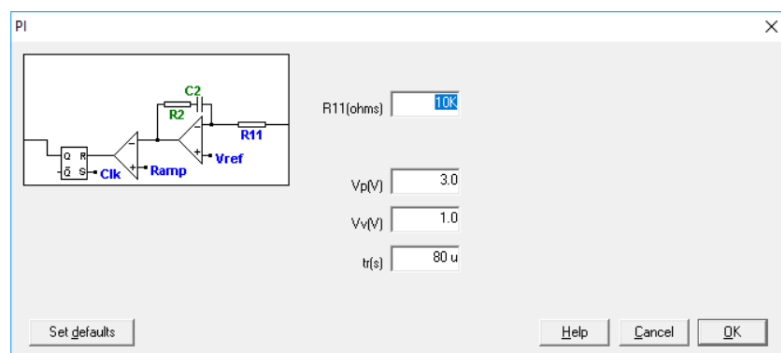 PI
C2
R2
R11
Vref
Ramp
Clk
Q R
Q̅ S
R11(ohms) 10K
Vp(V) 3.0
Vv(V) 1.0
tr(s) 80 u
Set defaults
Help
Cancel
OK